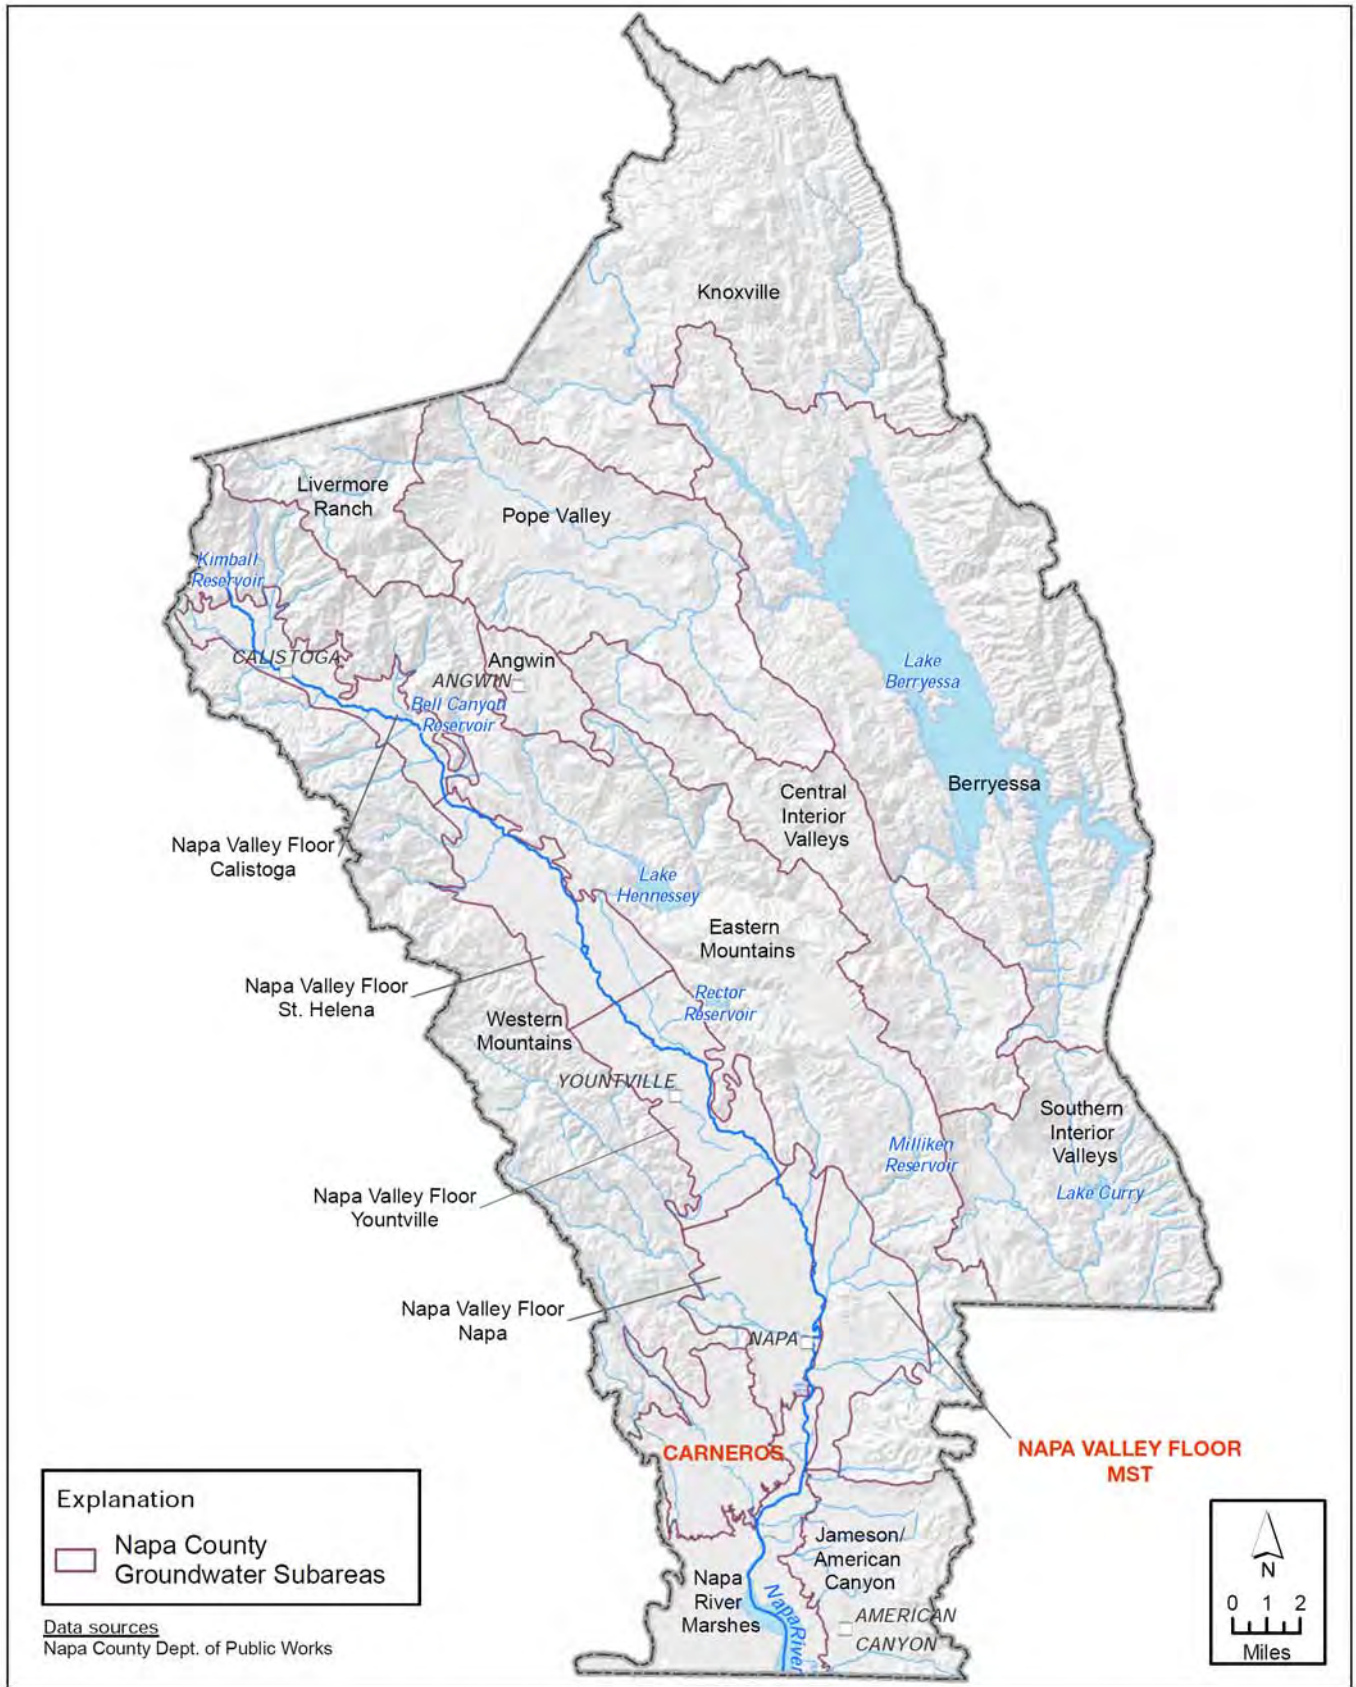 Knoxville
Livermore
Ranch
Pope Valley
Kimball
Reservoir
CALISTOGA
Angwin
ANGWIN
Bell Canyon
Reservoir
Lake
Berryessa
Berryessa
Central
Interior
Valleys
Napa Valley Floor
Calistoga
Lake
Hennessey
Eastern
Mountains
Napa Valley Floor
St. Helena
Rector
Reservoir
Western
Mountains
YOUNTVILLE
Southern
Interior
Valleys
Milliken
Reservoir
Lake Curry
Napa Valley Floor
Yountville
Napa Valley Floor
Napa
NAPA
CARNEROS
NAPA VALLEY FLOOR
MST
Jameson/
American
Canyon
Napa
River
Marshes
NapaRiver
AMERICAN
CANYON
Explanation
Napa County
Groundwater Subareas
Data sources
Napa County Dept. of Public Works
N
0 1 2
Miles